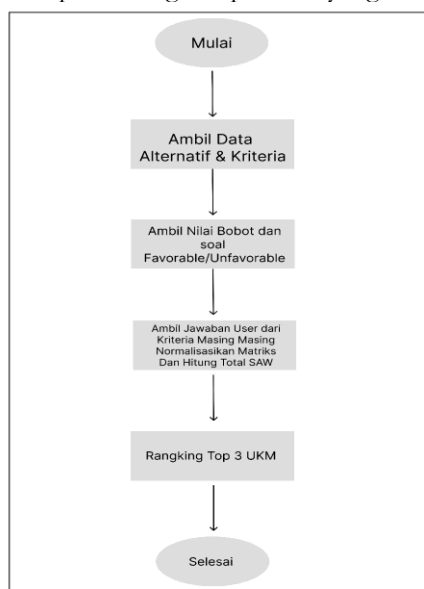 Mulai
Ambil Data
Alternatif & Kriteria
Ambil Nilai Bobot dan
soal
Favorable/Unfavorable
Ambil Jawaban User dari
Kriteria Masing Masing
Normalisasikan Matriks
Dan Hitung Total SAW
Rangking Top 3 UKM
Selesai